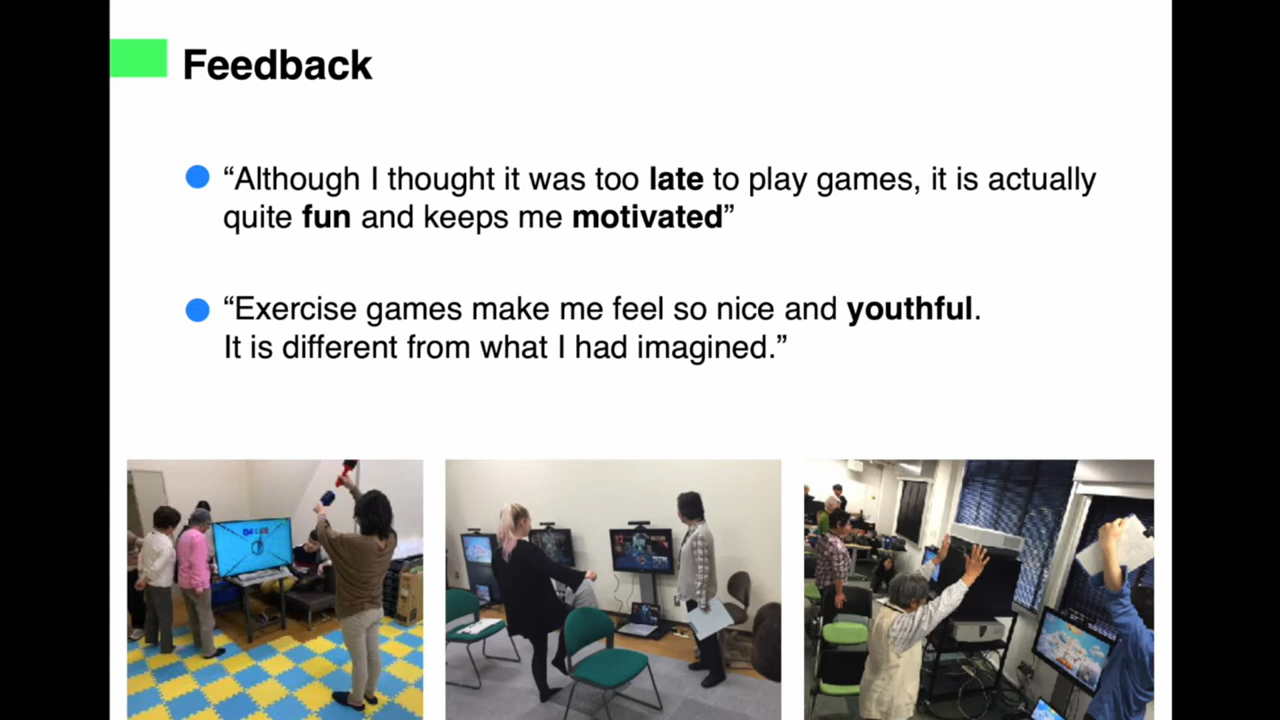 Feedback
“Although I thought it was too late to play games, it is actually
quite fun and keeps me motivated”
“Exercise games make me feel so nice and youthful.
It is different from what I had imagined.”